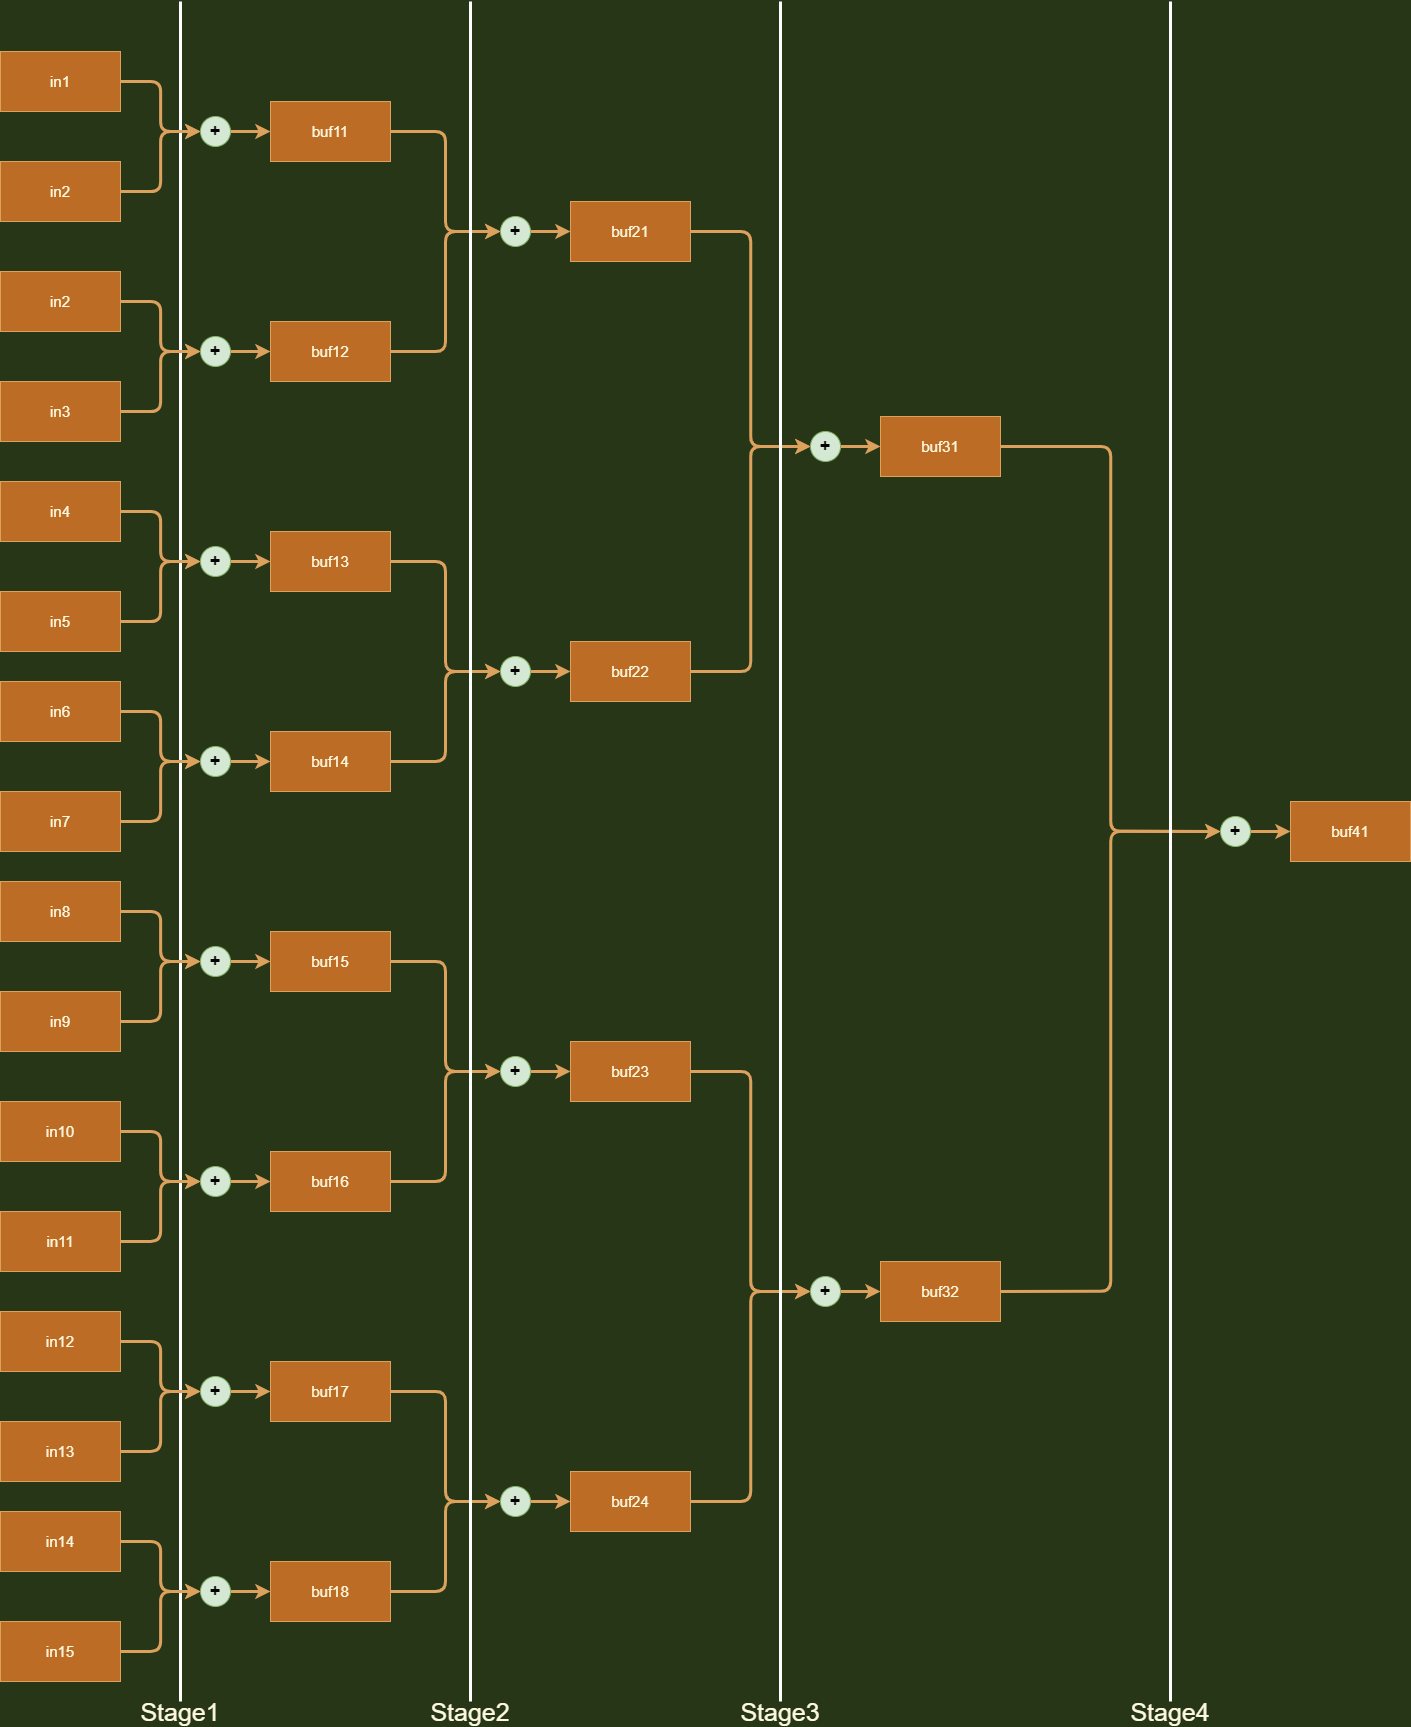 in1
in2
in2
in3
in4
in5
in6
in7
in8
in9
in10
in11
in12
in13
in14
in15
+
+
+
+
+
+
+
+
buf11
buf12
buf13
buf14
buf15
buf16
buf17
buf18
+
+
+
+
buf21
buf22
buf23
buf24
+
+
buf31
buf32
+
buf41
Stage1
Stage2
Stage3
Stage4